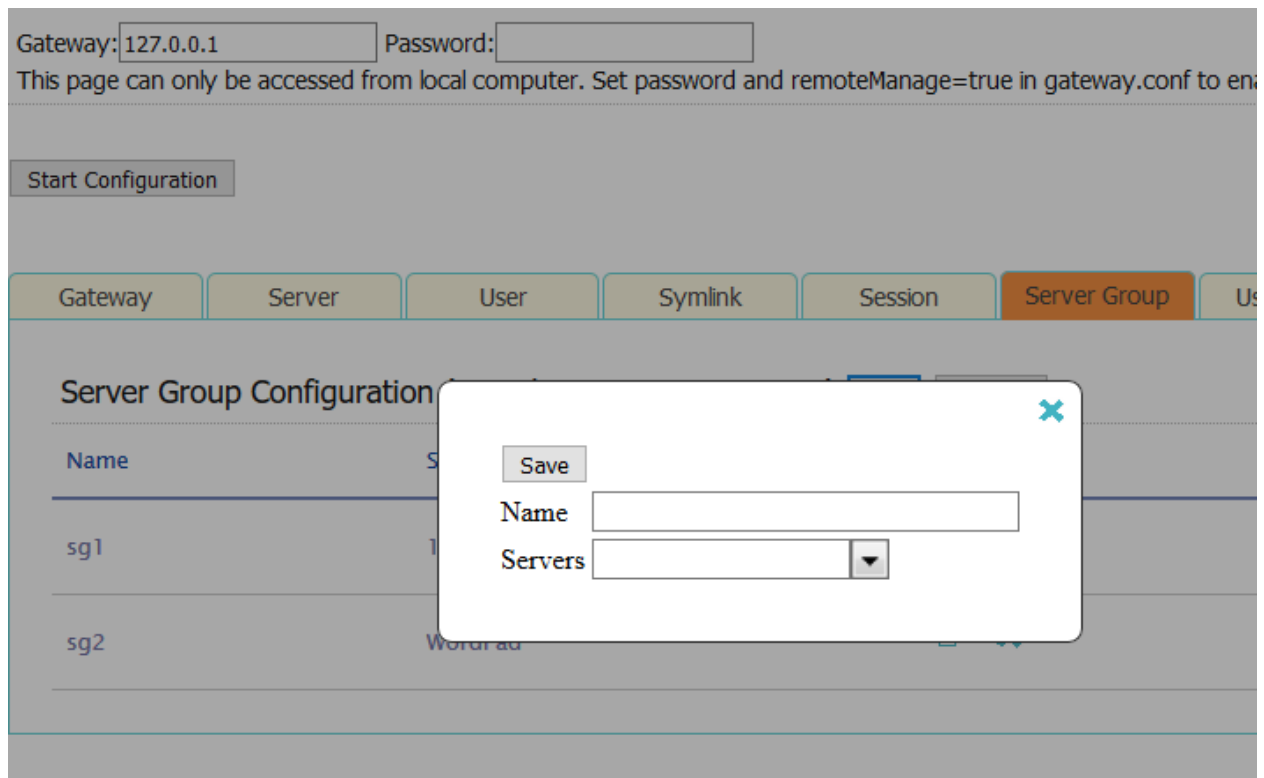 Gateway: 127.0.0.1 Password:
This page can only be accessed from local computer. Set password and remoteManage=true in gateway.conf to
Start Configuration
Gateway Server User Symlink Session Server Group
Server Group Configuration
Name
Save
Name
Servers
sg1
sg2 WordPad